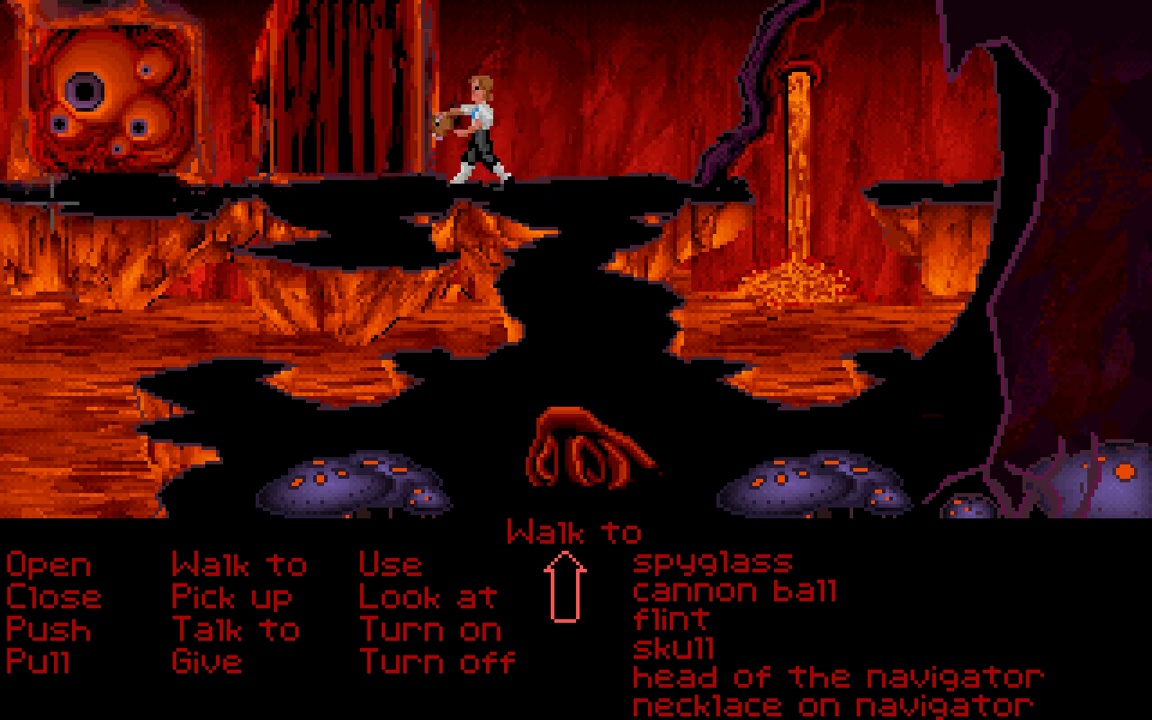 Walk to
Open Walk to Use
Close Pick up Look at
Push Talk to Turn on
Pull Give Turn off
spyglass
cannon ball
flint
skull
head of the navigator
necklace on navigator